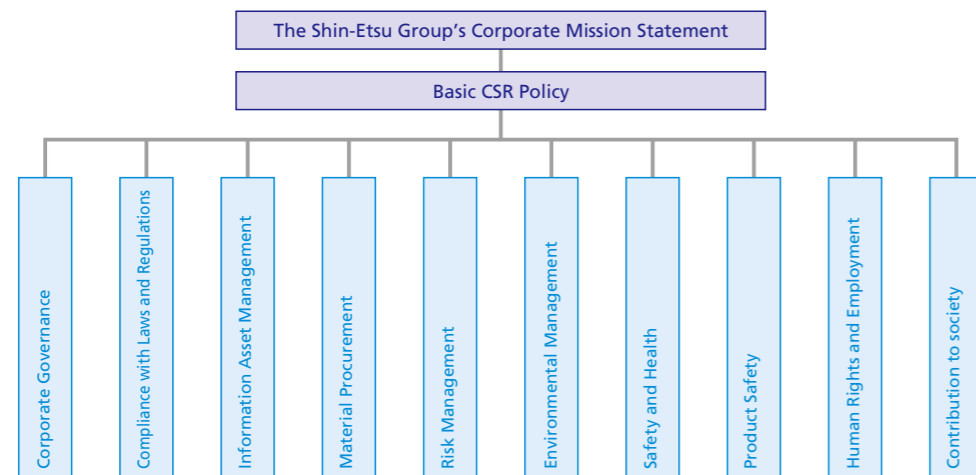 The Shin-Etsu Group’s Corporate Mission Statement
Basic CSR Policy
Corporate Governance
Compliance with Laws and Regulations
Information Asset Management
Material Procurement
Risk Management
Environmental Management
Safety and Health
Product Safety
Human Rights and Employment
Contribution to society